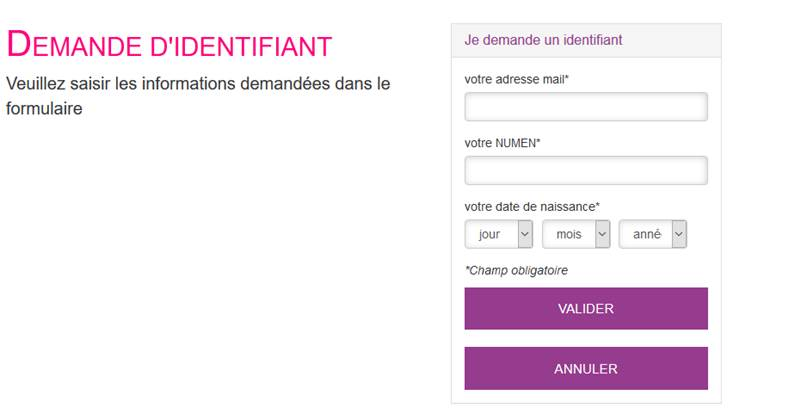 DEMANDE D'IDENTIFIANT
Veuillez saisir les informations demandées dans le
formulaire
Je demande un identifiant
votre adresse mail*
votre NUMEN*
votre date de naissance*
jour mois anné
*Champ obligatoire
VALIDER
ANNULER